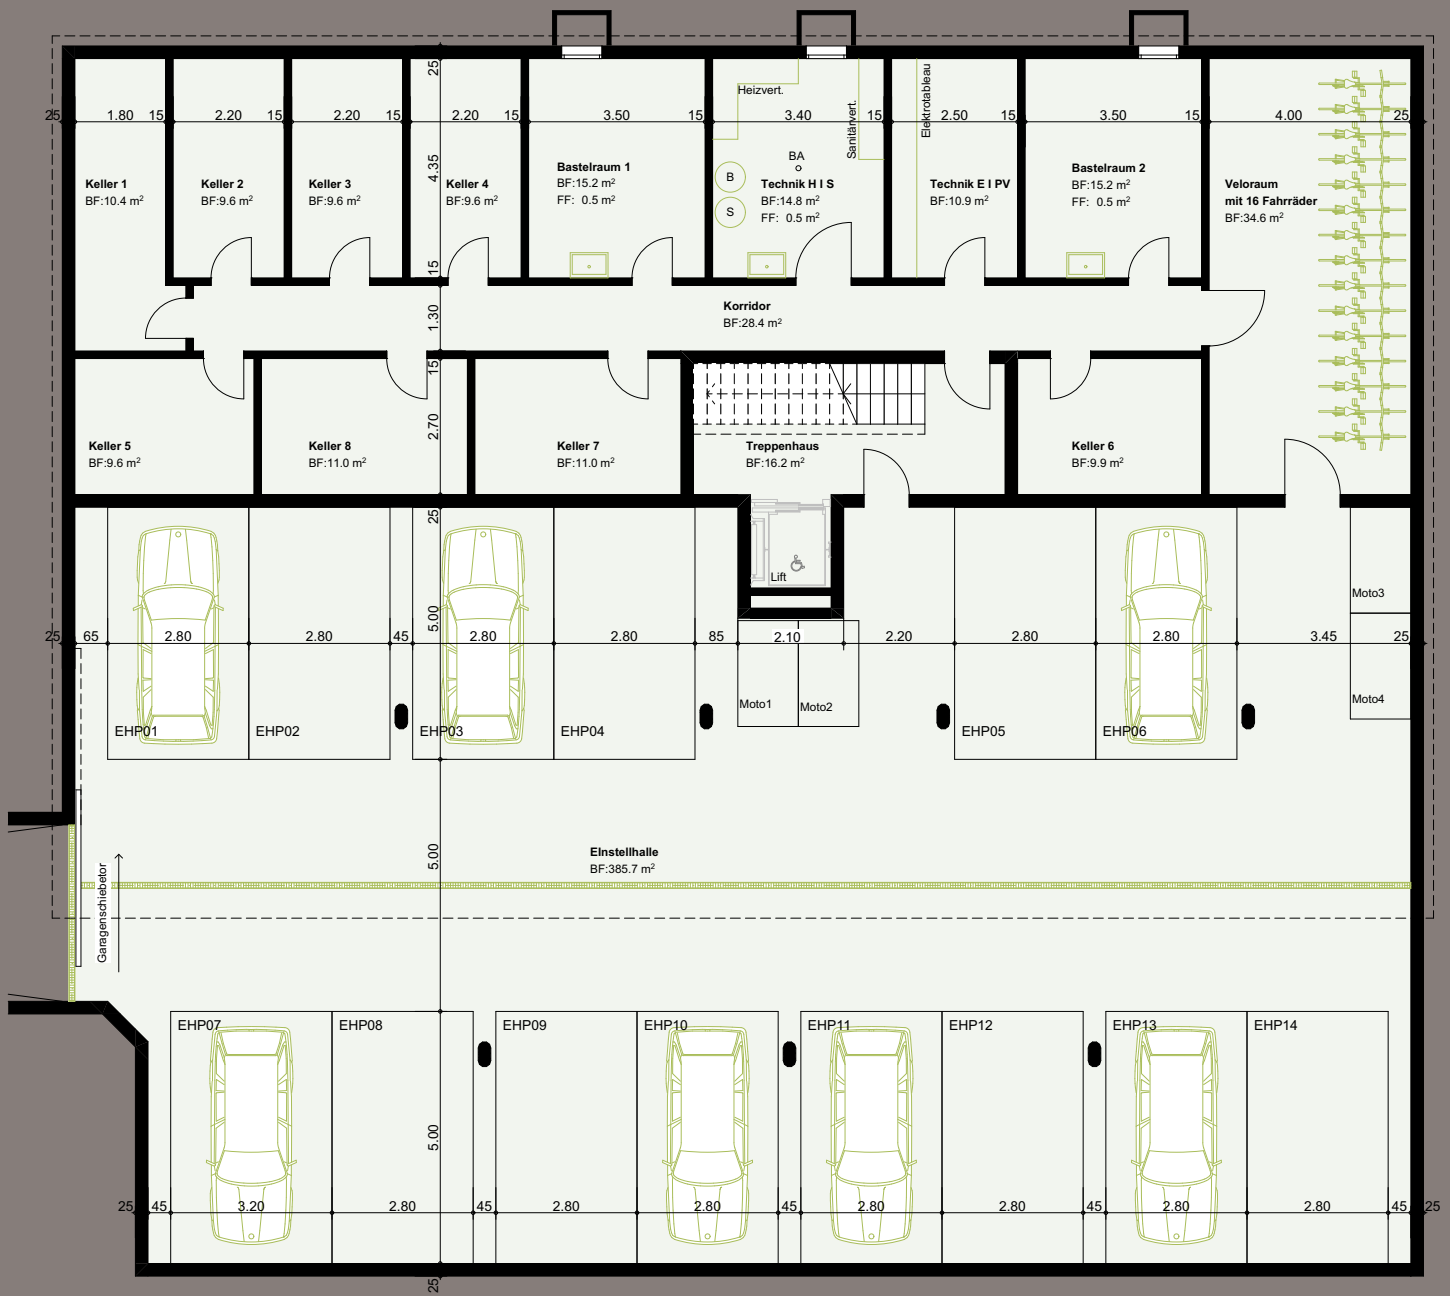 25
Heizvert.
Sanitärvert.
Elektrotableau
25 1.80 15 2.20 15 2.20 15 2.20 15 3.50 15 3.40 15 2.50 15 3.50 15 4.00 25
4.35
BA
B
S
Keller 1
BF:10.4 m²
Keller 2
BF:9.6 m²
Keller 3
BF:9.6 m²
Keller 4
BF:9.6 m²
Bastelraum 1
BF:15.2 m²
FF: 0.5 m²
Technik H I S
BF:14.8 m²
FF: 0.5 m²
Technik E I PV
BF:10.9 m²
Bastelraum 2
BF:15.2 m²
FF: 0.5 m²
Veloraum
mit 16 Fahrräder
BF:34.6 m²
15
1.30
Korridor
BF:28.4 m²
15
2.70
Keller 5
BF:9.6 m²
Keller 8
BF:11.0 m²
Keller 7
BF:11.0 m²
Treppenhaus
BF:16.2 m²
Keller 6
BF:9.9 m²
25
Lift
5.00
Moto3
25 65 2.80 2.80 45 2.80 2.80 85 2.10 2.20 2.80 2.80 3.45 25
Moto1
Moto2
Moto4
EHP01
EHP02
EHP03
EHP04
EHP05
EHP06
5.00
EInstellhalle
BF:385.7 m²
Garagenschiebetor
EHP07
EHP08
EHP09
EHP10
EHP11
EHP12
EHP13
EHP14
5.00
25 45 3.20 2.80 45 2.80 2.80 45 2.80 2.80 45 2.80 2.80 45 25
25